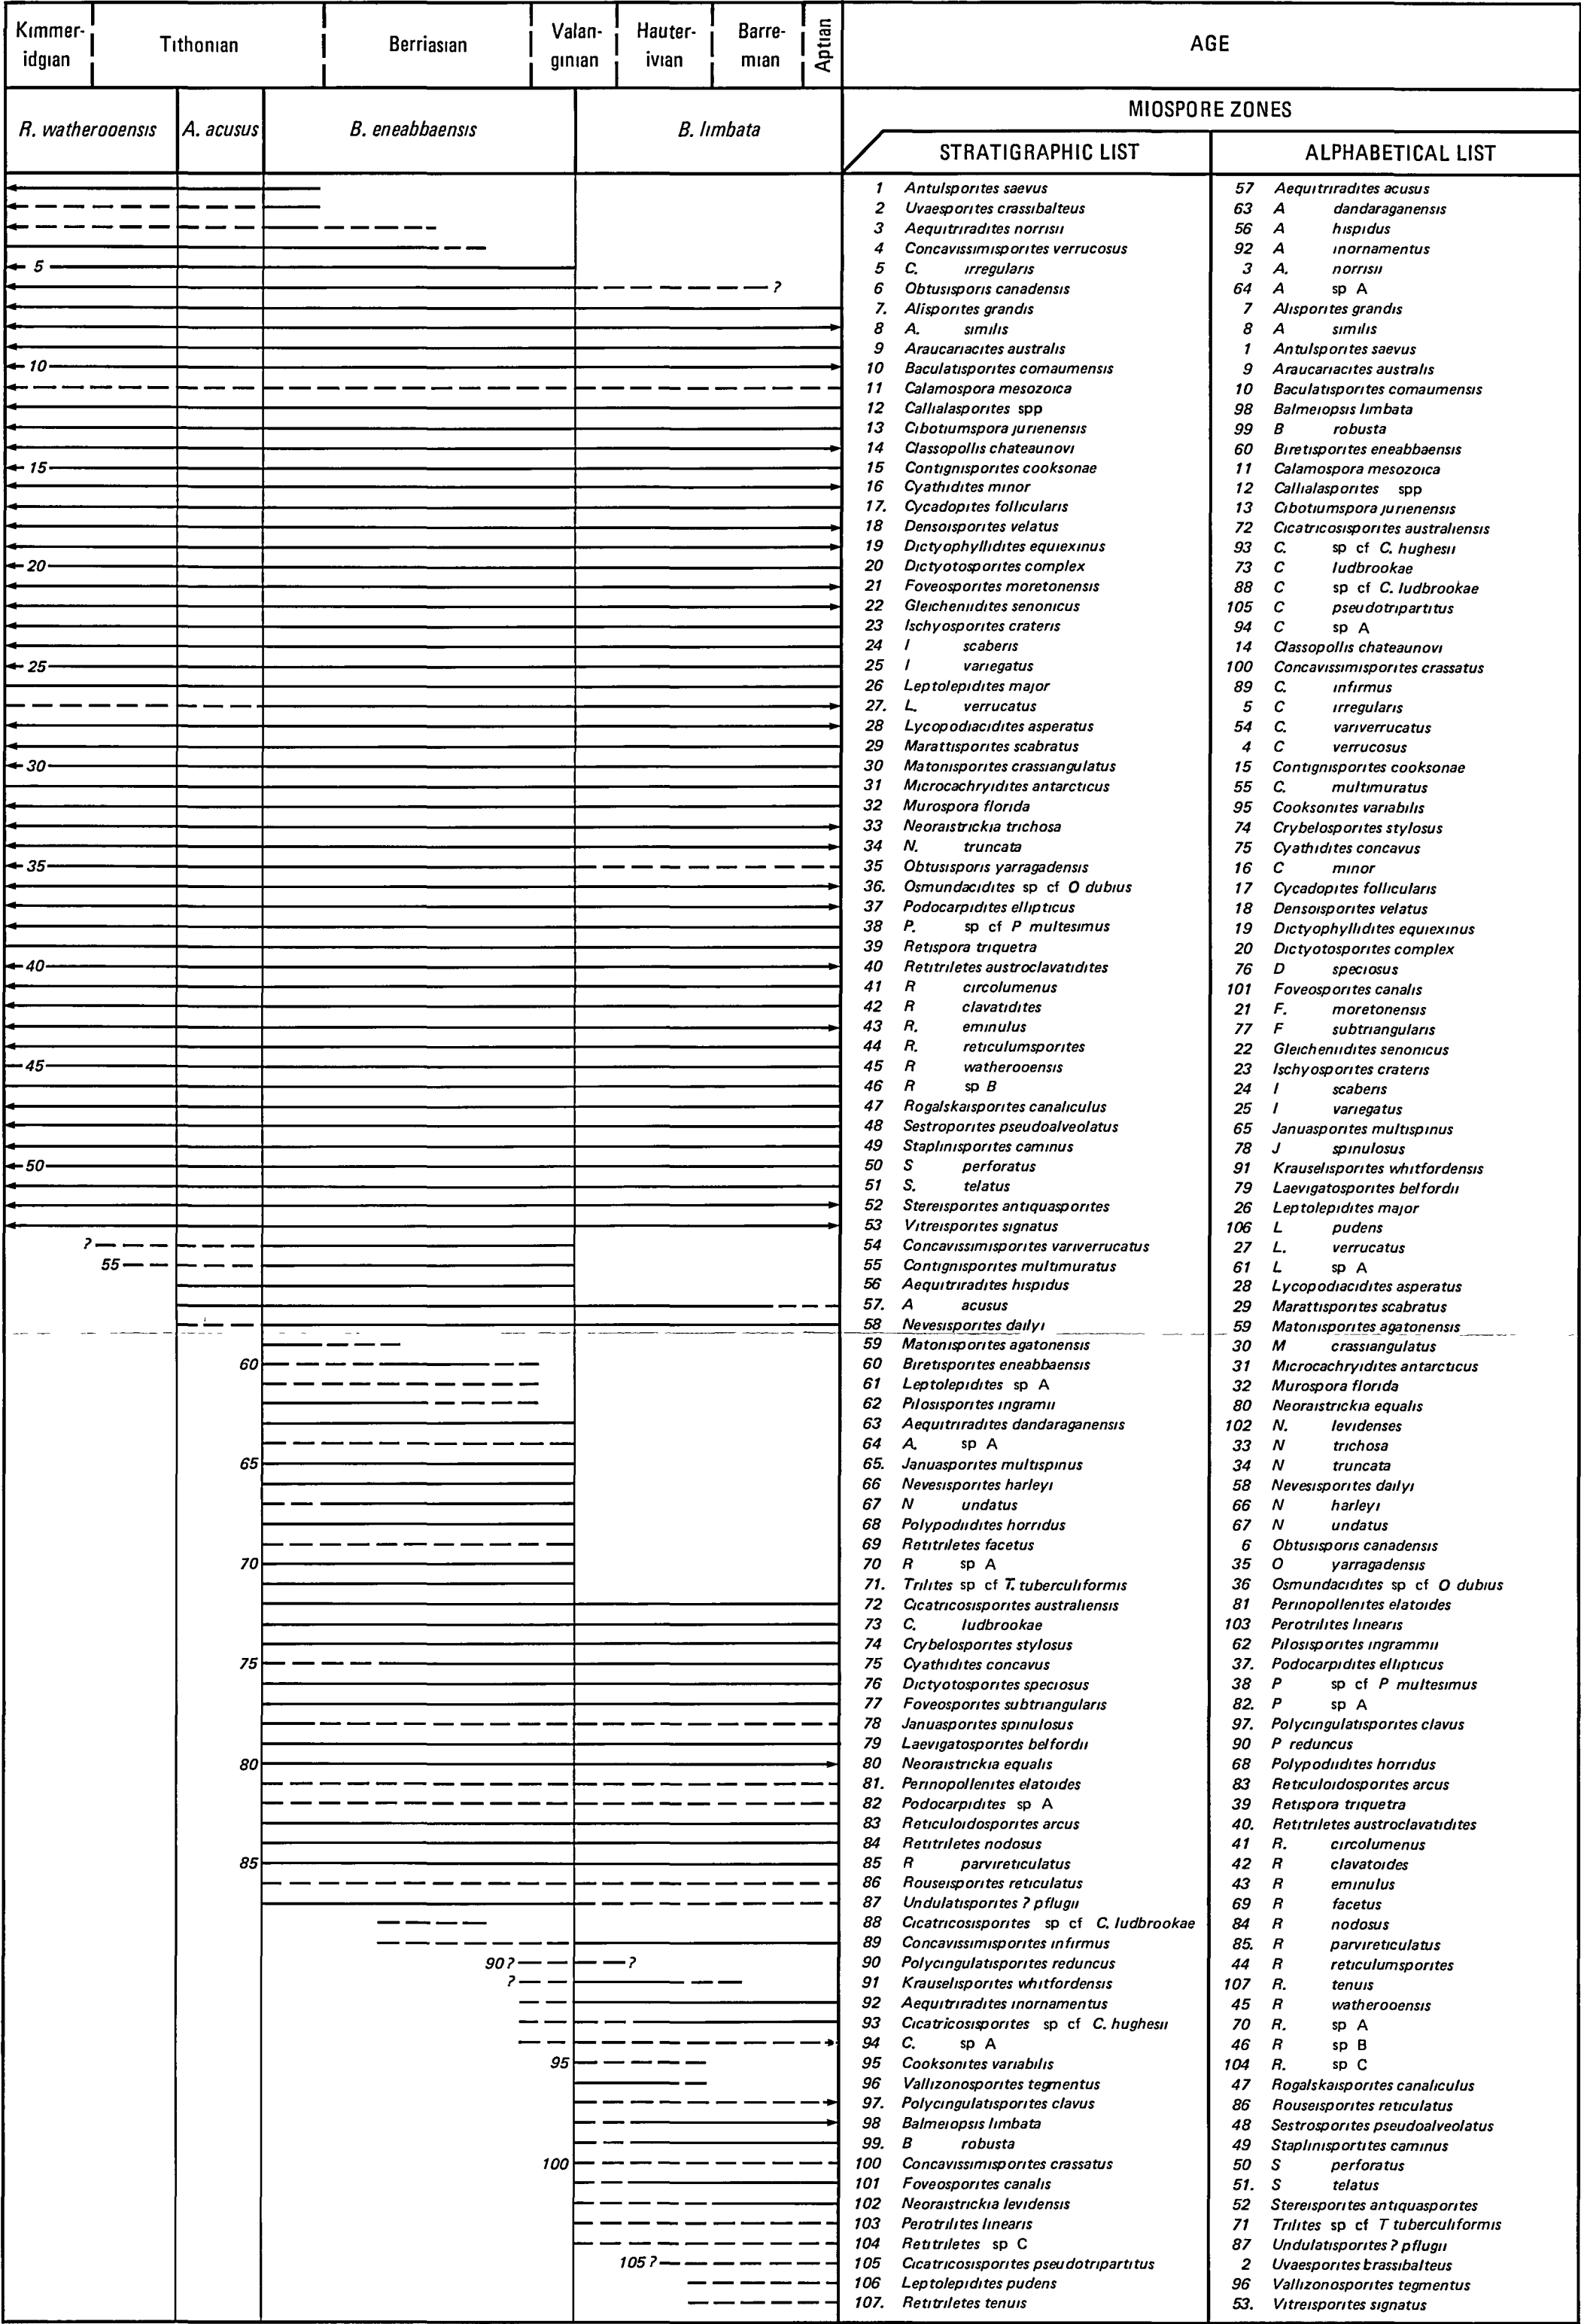 Kimmer-
idgian
Tithonian
Berriasian
Valan-
ginian
Hauter-
ivian
Barre-
mian
Aptian
AGE
R. watherooensis
A. acusus
B. eneabbaensis
B. limbata
MIOSPORE ZONES
STRATIGRAPHIC LIST
ALPHABETICAL LIST
5
?
10
15
20
25
30
35
40
45
50
?
55
60
65
70
75
80
85
90?
?
?
95
100
105?
1 Antulsporites saevus
2 Uvaesporites crassibalteus
3 Aequitriradites norrisii
4 Concavissimisporites verrucosus
5 C. irregularis
6 Obtusisporis canadensis
7. Alisporites grandis
8 A. similis
9 Araucariacites australis
10 Baculatisporites comaumensis
11 Calamospora mesozoica
12 Callialasporites spp
13 Cibotiumspora jurienensis
14 Classopollis chateaunovi
15 Contignisporites cooksonae
16 Cyathidites minor
17. Cycadopites follicularis
18 Densoisporites velatus
19 Dictyophyllidites equiexinus
20 Dictyotosporites complex
21 Foveosporites moretonensis
22 Gleicheniidites senonicus
23 Ischyosporites crateris
24 I scaberis
25 I variegatus
26 Leptolepidites major
27. L. verrucatus
28 Lycopodiacidites asperatus
29 Marattisporites scabratus
30 Matonisporites crassiangulatus
31 Microcachryidites antarcticus
32 Murospora florida
33 Neoraistrickia trichosa
34 N. truncata
35 Obtusisporis yarragadensis
36. Osmundacidites sp cf O dubius
37 Podocarpidites ellipticus
38 P. sp cf P multesimus
39 Retispora triquetra
40 Retitriletes austroclavatidites
41 R circolumenus
42 R clavatidites
43 R. eminulus
44 R. reticulumsporites
45 R watherooensis
46 R sp B
47 Rogalskaisporites canaliculus
48 Sestroporites pseudoalveolatus
49 Staplinisporites caminus
50 S perforatus
51 S. telatus
52 Stereisporites antiquasporites
53 Vitreisporites signatus
54 Concavissimisporites variverrucatus
55 Contignisporites multimuratus
56 Aequitriradites hispidus
57. A acusus
58 Nevesisporites dailyi
59 Matonisporites agatonensis
60 Biretisporites eneabbaensis
61 Leptolepidites sp A
62 Pilosisporites ingramii
63 Aequitriradites dandaraganensis
64 A. sp A
65. Januasporites multispinus
66 Nevesisporites harleyi
67 N undatus
68 Polypodiidites horridus
69 Retitriletes facetus
70 R sp A
71. Trilites sp cf T. tuberculiformis
72 Cicatricosisporites australiensis
73 C. ludbrookae
74 Crybelosporites stylosus
75 Cyathidites concavus
76 Dictyotosporites speciosus
77 Foveosporites subtriangularis
78 Januasporites spinulosus
79 Laevigatosporites belfordii
80 Neoraistrickia equalis
81. Perinopollenites elatoides
82 Podocarpidites sp A
83 Reticuloidosporites arcus
84 Retitriletes nodosus
85 R parvireticulatus
86 Rouseisporites reticulatus
87 Undulatisporites ? pflugii
88 Cicatricosisporites sp cf C. ludbrookae
89 Concavissimisporites infirmus
90 Polycingulatisporites reduncus
91 Krauselisporites whitfordensis
92 Aequitriradites inornamentus
93 Cicatricosisporites sp cf C. hughesii
94 C. sp A
95 Cooksonites variabilis
96 Vallizonosporites tegmentus
97. Polycingulatisporites clavus
98 Balmeiopsis limbata
99. B robusta
100 Concavissimisporites crassatus
101 Foveosporites canalis
102 Neoraistrickia levidensis
103 Perotrilites linearis
104 Retitriletes sp C
105 Cicatricosisporites pseudotripartitus
106 Leptolepidites pudens
107. Retitriletes tenuis
57 Aequitriradites acusus
63 A dandaraganensis
56 A hispidus
92 A inornamentus
3 A. norrisii
64 A sp A
7 Alisporites grandis
8 A similis
1 Antulsporites saevus
9 Araucariacites australis
10 Baculatisporites comaumensis
98 Balmeiopsis limbata
99 B robusta
60 Biretisporites eneabbaensis
11 Calamospora mesozoica
12 Callialasporites spp
13 Cibotiumspora jurienensis
72 Cicatricosisporites australiensis
93 C. sp cf C. hughesii
73 C ludbrookae
88 C sp cf C. ludbrookae
105 C pseudotripartitus
94 C sp A
14 Classopollis chateaunovi
100 Concavissimisporites crassatus
89 C. infirmus
5 C irregularis
54 C. variverrucatus
4 C verrucosus
15 Contignisporites cooksonae
55 C. multimuratus
95 Cooksonites variabilis
74 Crybelosporites stylosus
75 Cyathidites concavus
16 C minor
17 Cycadopites follicularis
18 Densoisporites velatus
19 Dictyophyllidites equiexinus
20 Dictyotosporites complex
76 D speciosus
101 Foveosporites canalis
21 F. moretonensis
77 F subtriangularis
22 Gleicheniidites senonicus
23 Ischyosporites crateris
24 I scaberis
25 I variegatus
65 Januasporites multispinus
78 J spinulosus
91 Krauselisporites whitfordensis
79 Laevigatosporites belfordii
26 Leptolepidites major
106 L pudens
27 L. verrucatus
61 L sp A
28 Lycopodiacidites asperatus
29 Marattisporites scabratus
59 Matonisporites agatonensis
30 M crassiangulatus
31 Microcachryidites antarcticus
32 Murospora florida
80 Neoraistrickia equalis
102 N. levidenses
33 N trichosa
34 N truncata
58 Nevesisporites dailyi
66 N harleyi
67 N undatus
6 Obtusisporis canadensis
35 O yarragadensis
36 Osmundacidites sp cf O dubius
81 Perinopollenites elatoides
103 Perotrilites linearis
62 Pilosisporites ingrammii
37. Podocarpidites ellipticus
38 P sp cf P multesimus
82. P sp A
97. Polycingulatisporites clavus
90 P reduncus
68 Polypodiidites horridus
83 Reticuloidosporites arcus
39 Retispora triquetra
40. Retitriletes austroclavatidites
41 R. circolumenus
42 R clavatoides
43 R eminulus
69 R facetus
84 R nodosus
85. R parvireticulatus
44 R reticulumsporites
107 R. tenuis
45 R watherooensis
70 R. sp A
46 R sp B
104 R. sp C
47 Rogalskaisporites canaliculus
86 Rouseisporites reticulatus
48 Sestrosporites pseudoalveolatus
49 Staplinisportites caminus
50 S perforatus
51. S telatus
52 Stereisporites antiquasporites
71 Trilites sp cf T tuberculiformis
87 Undulatisporites ? pflugii
2 Uvaesporites crassibalteus
96 Vallizonosporites tegmentus
53. Vitreisporites signatus